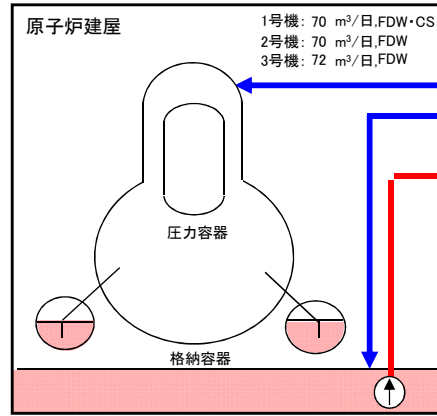 原子炉建屋
1号機: 70 m³/日,FDW・CS
2号機: 70 m³/日,FDW
3号機: 72 m³/日,FDW
圧力容器
格納容器